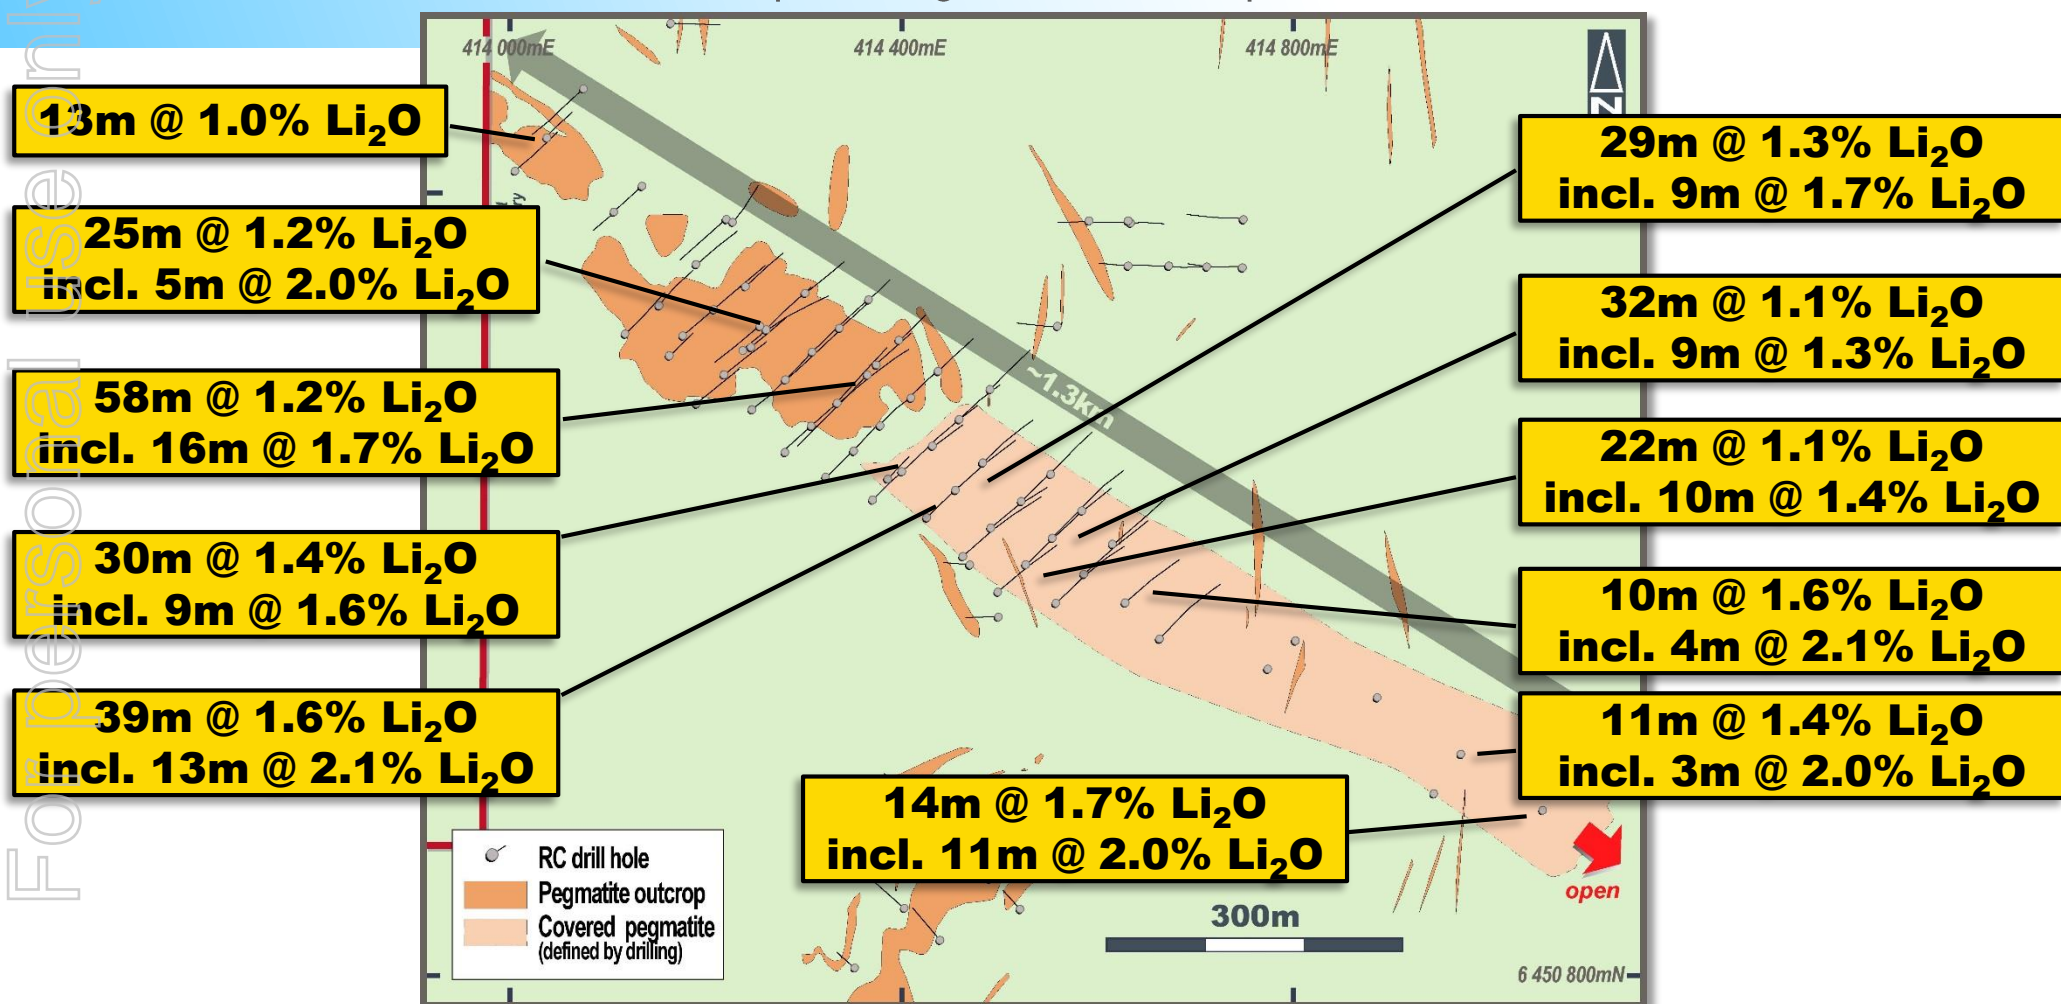 For personal use only
414 000mE
414 400mE
414 800mE
N
13m @ 1.0% Li₂O
25m @ 1.2% Li₂O
incl. 5m @ 2.0% Li₂O
58m @ 1.2% Li₂O
incl. 16m @ 1.7% Li₂O
30m @ 1.4% Li₂O
incl. 9m @ 1.6% Li₂O
39m @ 1.6% Li₂O
incl. 13m @ 2.1% Li₂O
~1.3km
29m @ 1.3% Li₂O
incl. 9m @ 1.7% Li₂O
32m @ 1.1% Li₂O
incl. 9m @ 1.3% Li₂O
22m @ 1.1% Li₂O
incl. 10m @ 1.4% Li₂O
10m @ 1.6% Li₂O
incl. 4m @ 2.1% Li₂O
11m @ 1.4% Li₂O
incl. 3m @ 2.0% Li₂O
14m @ 1.7% Li₂O
incl. 11m @ 2.0% Li₂O
open
RC drill hole
Pegmatite outcrop
Covered pegmatite
(defined by drilling)
300m
6 450 800mN